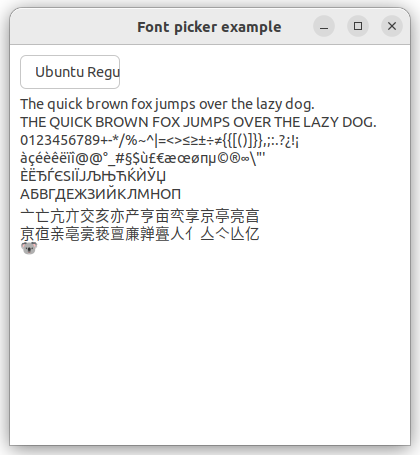 Font picker example
Ubuntu Regu
The quick brown fox jumps over the lazy dog.
THE QUICK BROWN FOX JUMPS OVER THE LAZY DOG.
0123456789+-*/%~^|=<>≤≥±÷≠{{[()]}},;:.?¿!¡
àçéèêëïî@@°_#§$ù£€æœøπµ©®∞\"'
ÈËЂЃЄЅІЇЈЉЊЋЌЍЎЏ
АБВГДЕЖЗИЙКЛМНОП
亠亡亢亣交亥亦产亨亩亪享京亭亮亯
亰亱亲亳亴亵亶亷亸亹人亻亼亽亾亿
🐨